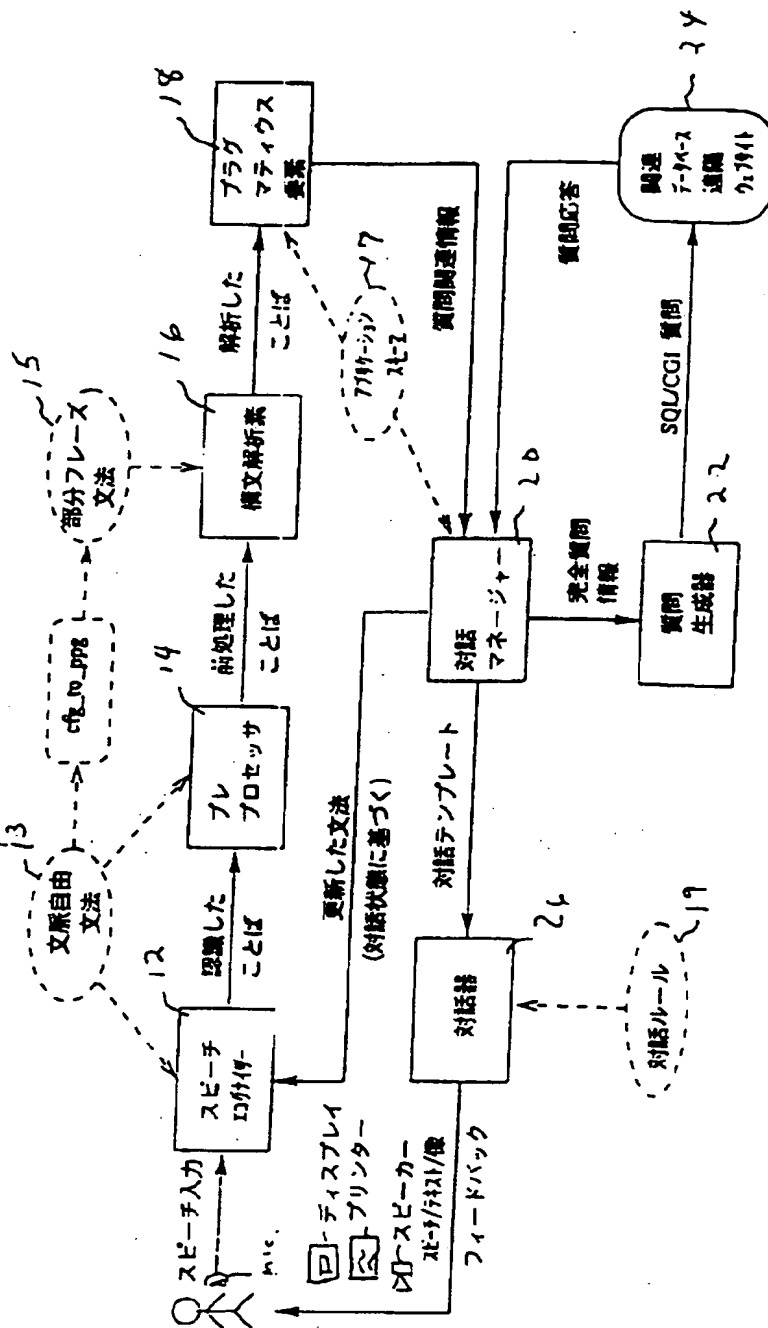 スピーチ入力
mic.
スピーチ
12
認識した
ことば
13
文脈自由
文法
cfg_to_ppg
15
部分フレーズ
文法
プレ
プロセッサ
14
前処理した
ことば
構文解析素
16
解析した
ことば
プラグ
マティウス
要素
18
アプリケーション
スモーマ
17
質問関連情報
質問応答
更新した文法
(対話状態に基づく)
対話
マネージャー
20
完全質問
情報
質問
生成器
22
SQL/CGI 質問
関連
データベース
遠隔
ウェブサイト
24
対話テンプレート
対話器
26
対話ルール
19
ディスプレイ
プリンター
スピーカー
スピーチ/テキスト/像
フィードバック